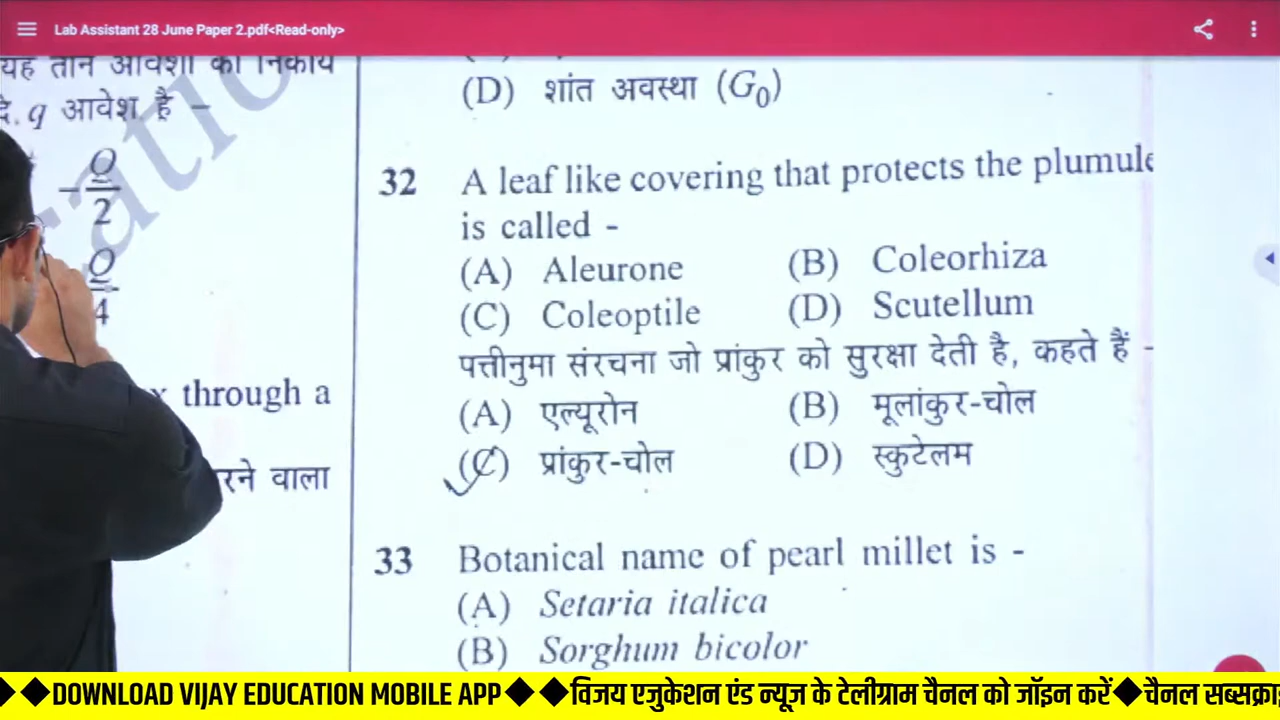 Lab Assistant 28 June Paper 2.pdf<Read-only>
यह तीन आवेशों का निकाय
दे. q आवेश है -
-Q/2
Q/4
x through a
रने वाला
(D) शांत अवस्था (G₀)
32 A leaf like covering that protects the plumule
is called -
(A) Aleurone (B) Coleorhiza
(C) Coleoptile (D) Scutellum
पत्तीनुमा संरचना जो प्रांकुर को सुरक्षा देती है, कहते हैं -
(A) एल्यूरोन (B) मूलांकुर-चोल
(C) प्रांकुर-चोल (D) स्कुटेलम
33 Botanical name of pearl millet is -
(A) Setaria italica
(B) Sorghum bicolor
DOWNLOAD VIJAY EDUCATION MOBILE APP विजय एजुकेशन एंड न्यूज के टेलीग्राम चैनल को जॉइन करें चैनल सब्सक्रा